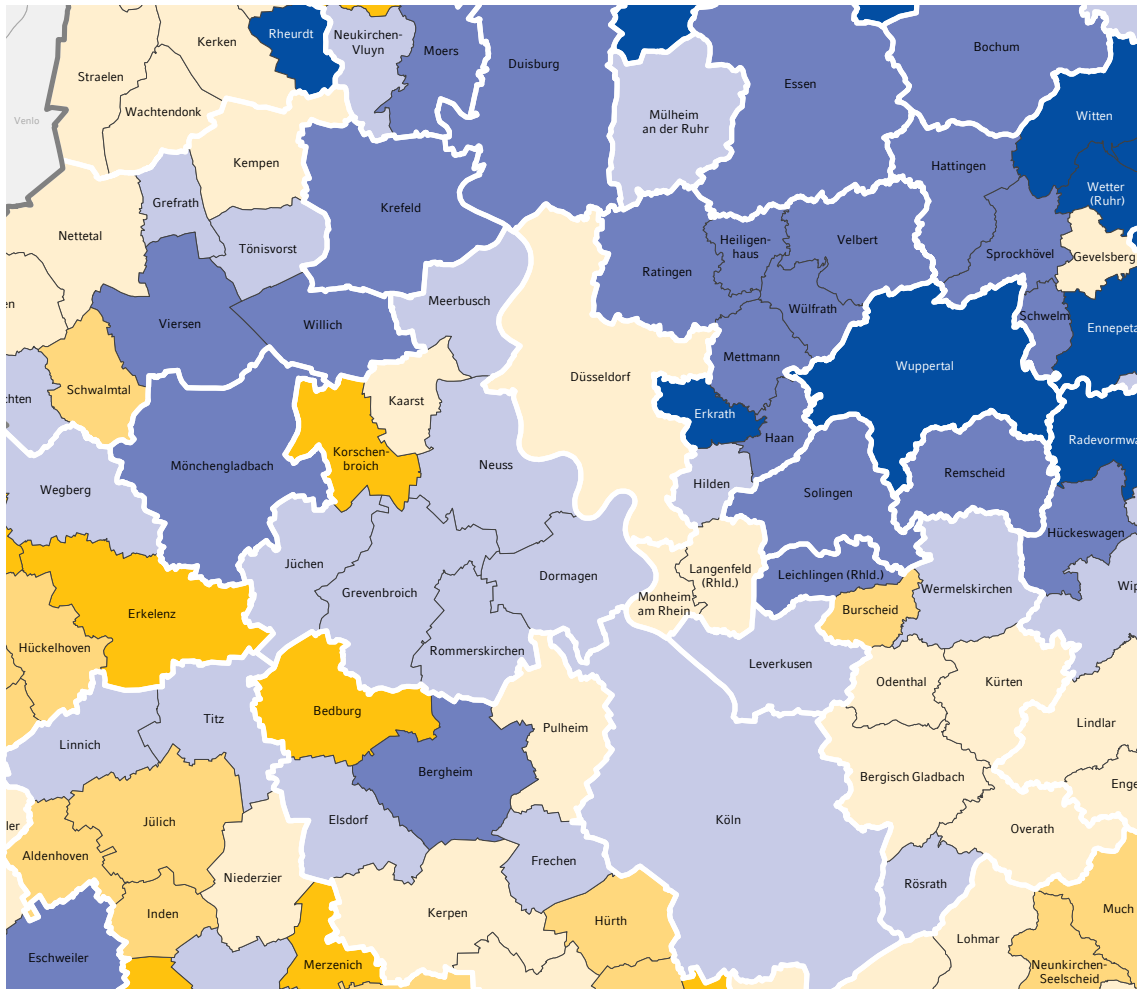 Kerken
Rheurdt
Neukirchen-
Vluyn
Moers
Duisburg
Bochum
Straelen
Essen
Wachtendonk
Venlo
Mülheim
an der Ruhr
Witten
Kempen
Hattingen
Wetter
(Ruhr)
Grefrath
Krefeld
Nettetal
Tönisvorst
Heiligen-
haus
Velbert
Sprockhövel
Gevelsberg
Ratingen
en
Meerbusch
Wülfrath
Schwelm
Viersen
Willich
Ennepeta
Mettmann
Wuppertal
Düsseldorf
Schwalmtal
chten
Kaarst
Erkrath
Haan
Radevormwa
Korschen-
broich
Mönchengladbach
Neuss
Remscheid
Wegberg
Hilden
Solingen
Hückeswagen
Jüchen
Dormagen
Langenfeld
(Rhld.)
Leichlingen (Rhld.)
Wermelskirchen
Wip
Grevenbroich
Monheim
am Rhein
Burscheid
Erkelenz
Hückelhoven
Rommerskirchen
Leverkusen
Odenthal
Kürten
Bedburg
Titz
Lindlar
Pulheim
Linnich
Bergheim
Bergisch Gladbach
Enge
Elsdorf
Köln
Jülich
ler
Overath
Aldenhoven
Frechen
Niederzier
Rösrath
Inden
Kerpen
Hürth
Much
Lohmar
Eschweiler
Merzenich
Neunkirchen-
Seelscheid